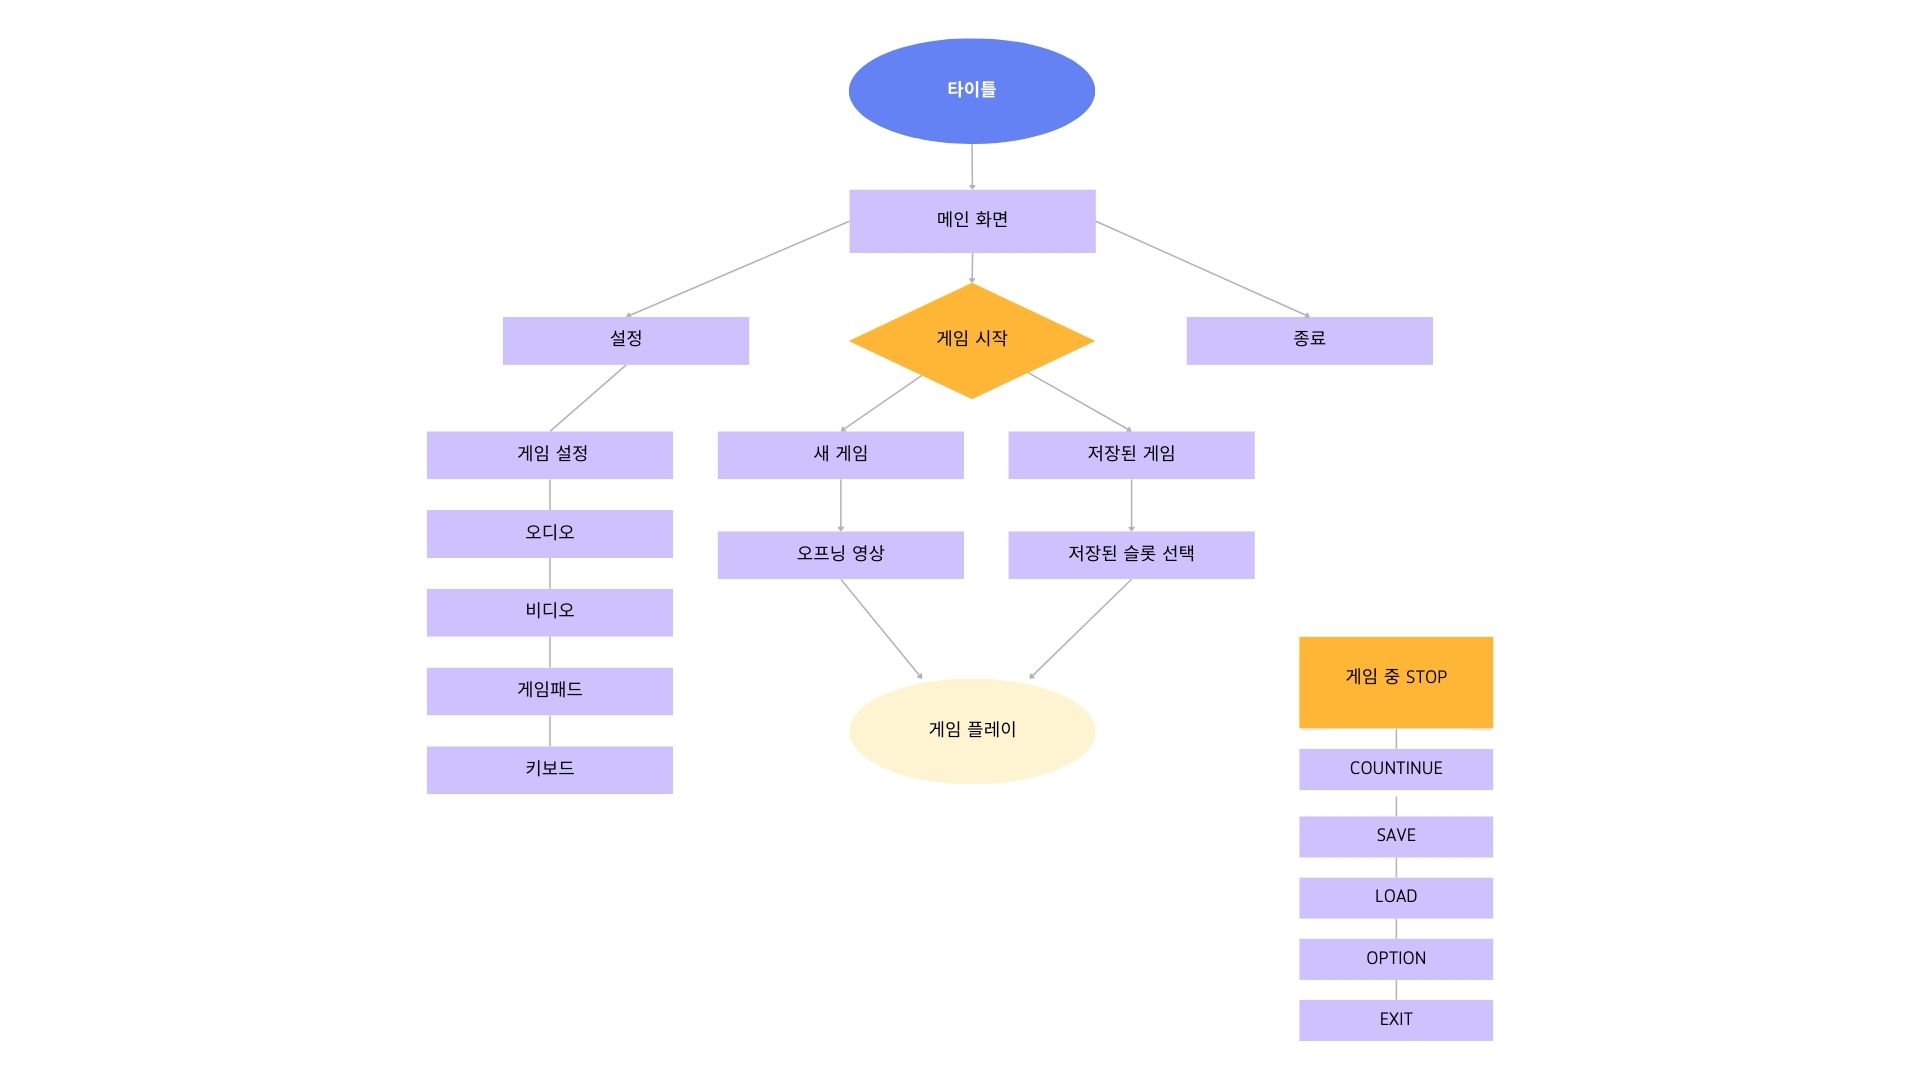 타이틀
메인 화면
설정
게임 시작
종료
게임 설정
새 게임
저장된 게임
오디오
오프닝 영상
저장된 슬롯 선택
비디오
게임패드
게임 플레이
키보드
게임 중 STOP
COUNTINUE
SAVE
LOAD
OPTION
EXIT